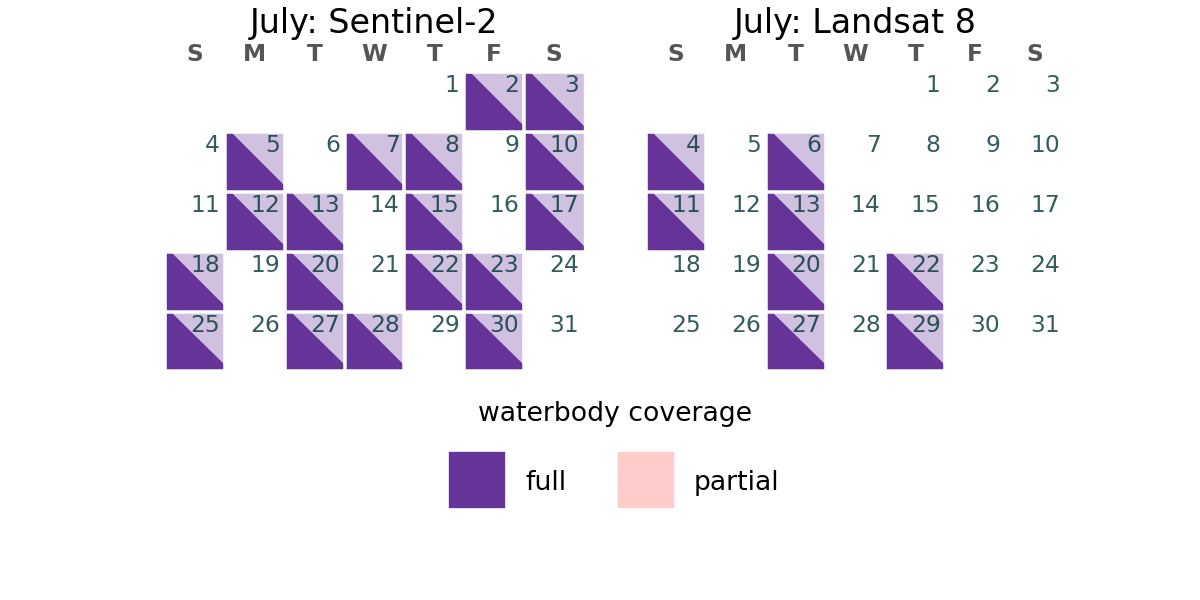 July: Sentinel-2
S M T W T F S
1 2 3
4 5 6 7 8 9 10
11 12 13 14 15 16 17
18 19 20 21 22 23 24
25 26 27 28 29 30 31
July: Landsat 8
S M T W T F S
1 2 3
4 5 6 7 8 9 10
11 12 13 14 15 16 17
18 19 20 21 22 23 24
25 26 27 28 29 30 31
waterbody coverage
full partial